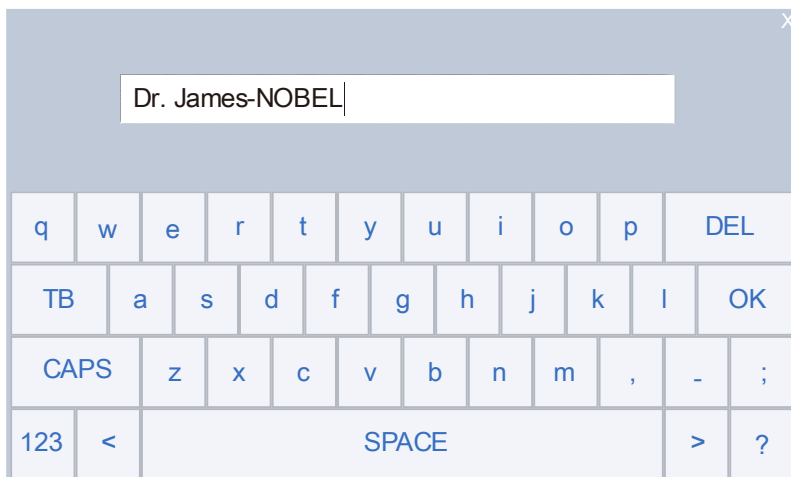 X
Dr. James-NOBEL
q w e r t y u i o p DEL
TB a s d f g h j k l OK
CAPS z x c v b n m , - ;
123 < SPACE > ?